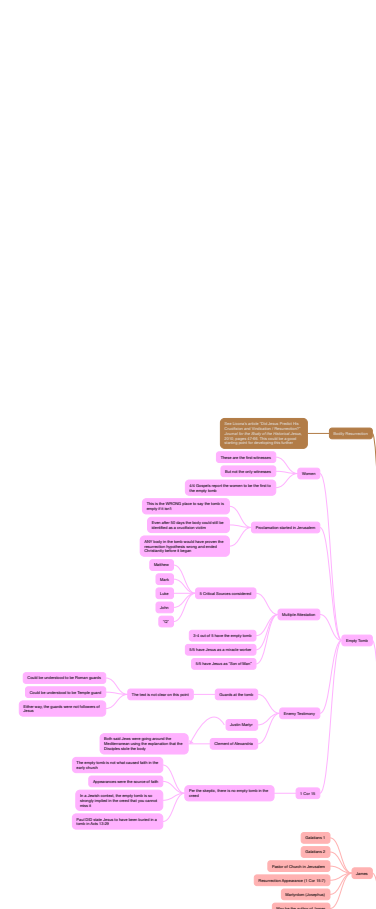 See Licona's article "Did Jesus Predict His
Crucifixion and Vindication / Resurrection?"
Journal for the Study of the Historical Jesus
2010, pages 47-66. This could be a great
starting point for developing this further
Bodily Resurrection
These are the first witnesses
But not the only witnesses
4/4 Gospels report the women to be the first to
the empty tomb
Women
This is the WRONG place to say the tomb is
empty if it isn't
Even after 50 days the body could still be
identified as a crucifixion victim
ANY body in the tomb would have proven the
resurrection hypothesis wrong and ended
Christianity before it began
Proclamation started in Jerusalem
Matthew
Mark
Luke
John
"Q"
5 Critical Sources considered
3-4 out of 5 have the empty tomb
5/5 have Jesus as a miracle worker
5/5 have Jesus as "Son of Man"
Multiple Attestation
Empty Tomb
Could be understood to be Roman guards
Could be understood to be Temple guard
Either way, the guards were not followers of
Jesus
The text is not clear on this point
Guards at the tomb
Justin Martyr
Both said Jews were going around the
Mediterranean using the explanation that the
Disciples stole the body
Clement of Alexandria
Enemy Testimony
The empty tomb is not what caused faith in the
early church
Appearances were the source of faith
In a Jewish context, the empty tomb is so
strongly implied in the creed that you cannot
miss it
Paul DID state Jesus to have been buried in a
tomb in Acts 13:29
Per the skeptic, there is no empty tomb in the
creed
1 Cor 15
Galatians 1
Galatians 2
Pastor of Church in Jerusalem
Resurrection Appearance (1 Cor 15:7)
Martyrdom (Josephus)
James